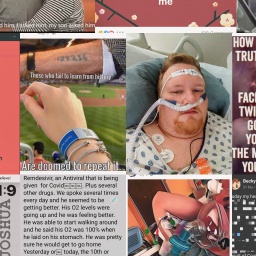 d him, I asked him, my son asked him
me
Those who fail to learn from history
Are doomed to repeat it
HOW
TRUT
FACE
TWI
GO
YO
THE M
YO
Remdesivir, an Antiviral that is being
given for Covid. Plus several
other drugs. We spoke several times
every day and he seemed to be
getting better. His O2 levels were
going up and he was feeling better.
He was able to start walking around
and he said his O2 was 100% when
he laid on his stomach. He was pretty
sure he would get to go home
Yesterday or today, the 10th or
1:9
JOSHUA
Becky